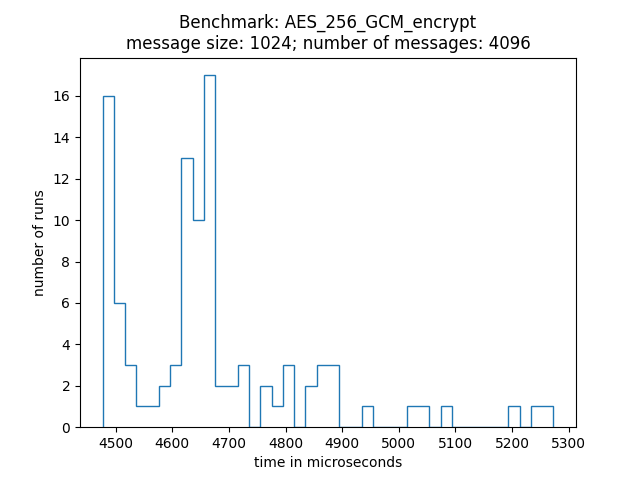 Benchmark: AES_256_GCM_encrypt
message size: 1024; number of messages: 4096
16
14
12
10
8
6
4
2
0
number of runs
4500 4600 4700 4800 4900 5000 5100 5200 5300
time in microseconds